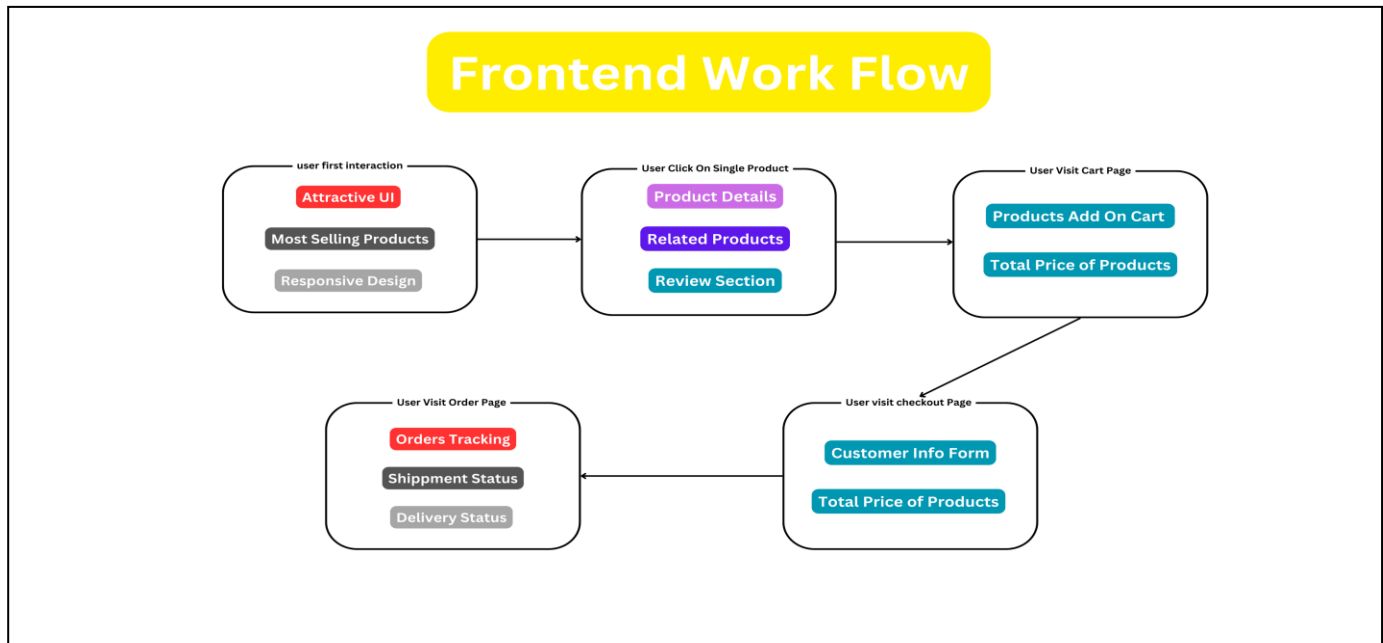 Frontend Work Flow
user first interaction
Attractive UI
Most Selling Products
Responsive Design
User Click On Single Product
Product Details
Related Products
Review Section
User Visit Cart Page
Products Add On Cart
Total Price of Products
User visit checkout Page
Customer Info Form
Total Price of Products
User Visit Order Page
Orders Tracking
Shippment Status
Delivery Status